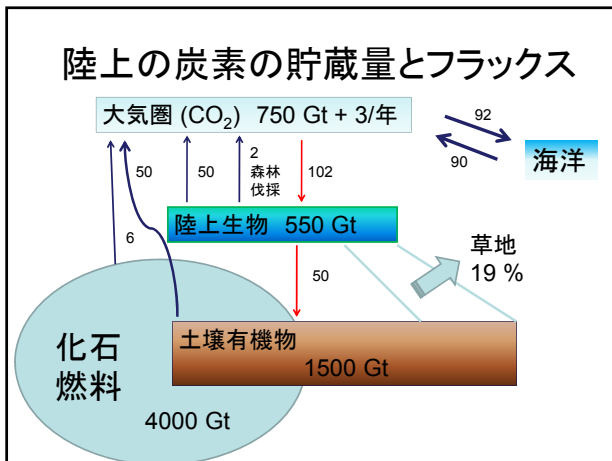 陸上の炭素の貯蔵量とフラックス
大気圏 (CO₂) 750 Gt + 3/年
92
90
海洋
50
50
2
森林
伐採
102
6
陸上生物 550 Gt
草地
19 %
50
化石
燃料
4000 Gt
土壌有機物
1500 Gt